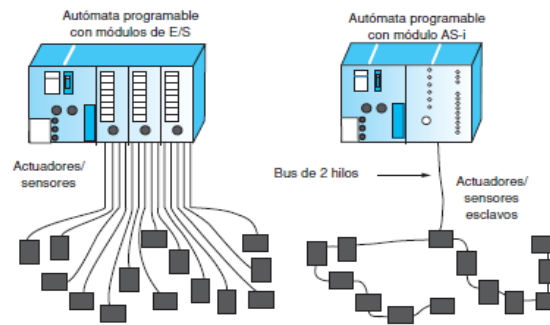 Autómata programable
con módulos de E/S
Actuadores/
sensores
Autómata programable
con módulo AS-i
Bus de 2 hilos
Actuadores/
sensores
esclavos